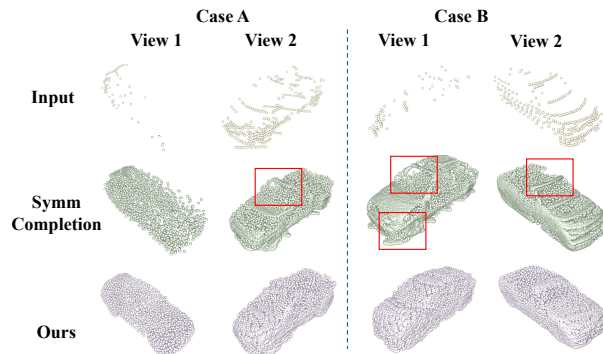 Case A
Case B
View 1
View 2
View 1
View 2
Input
Symm
Completion
Ours